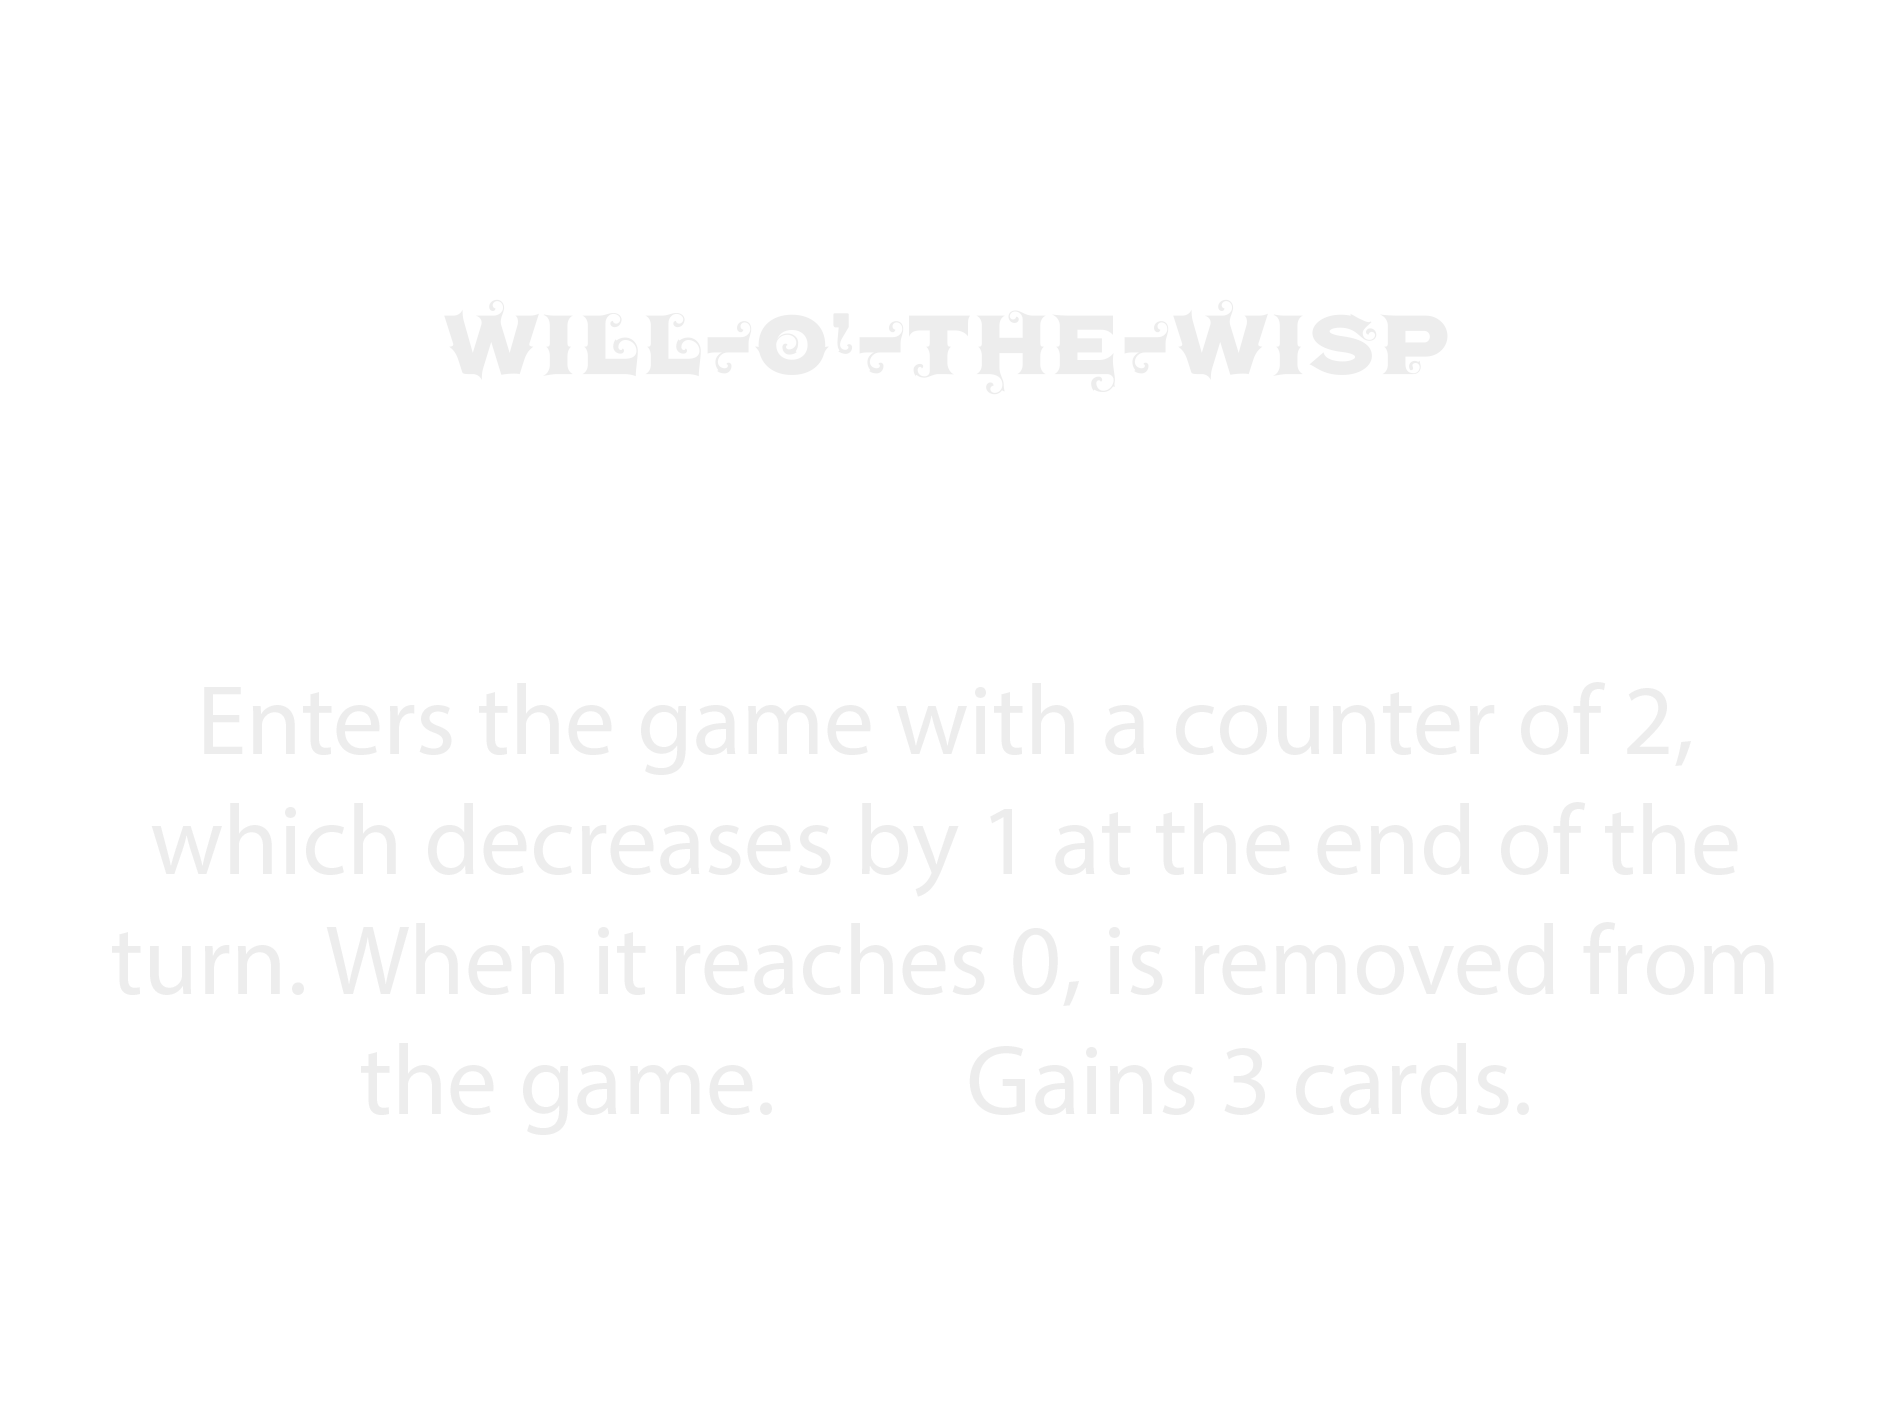 WILL-O'-THE-WISP
Enters the game with a counter of 2,
which decreases by 1 at the end of the
turn. When it reaches 0, is removed from
the game. Gains 3 cards.